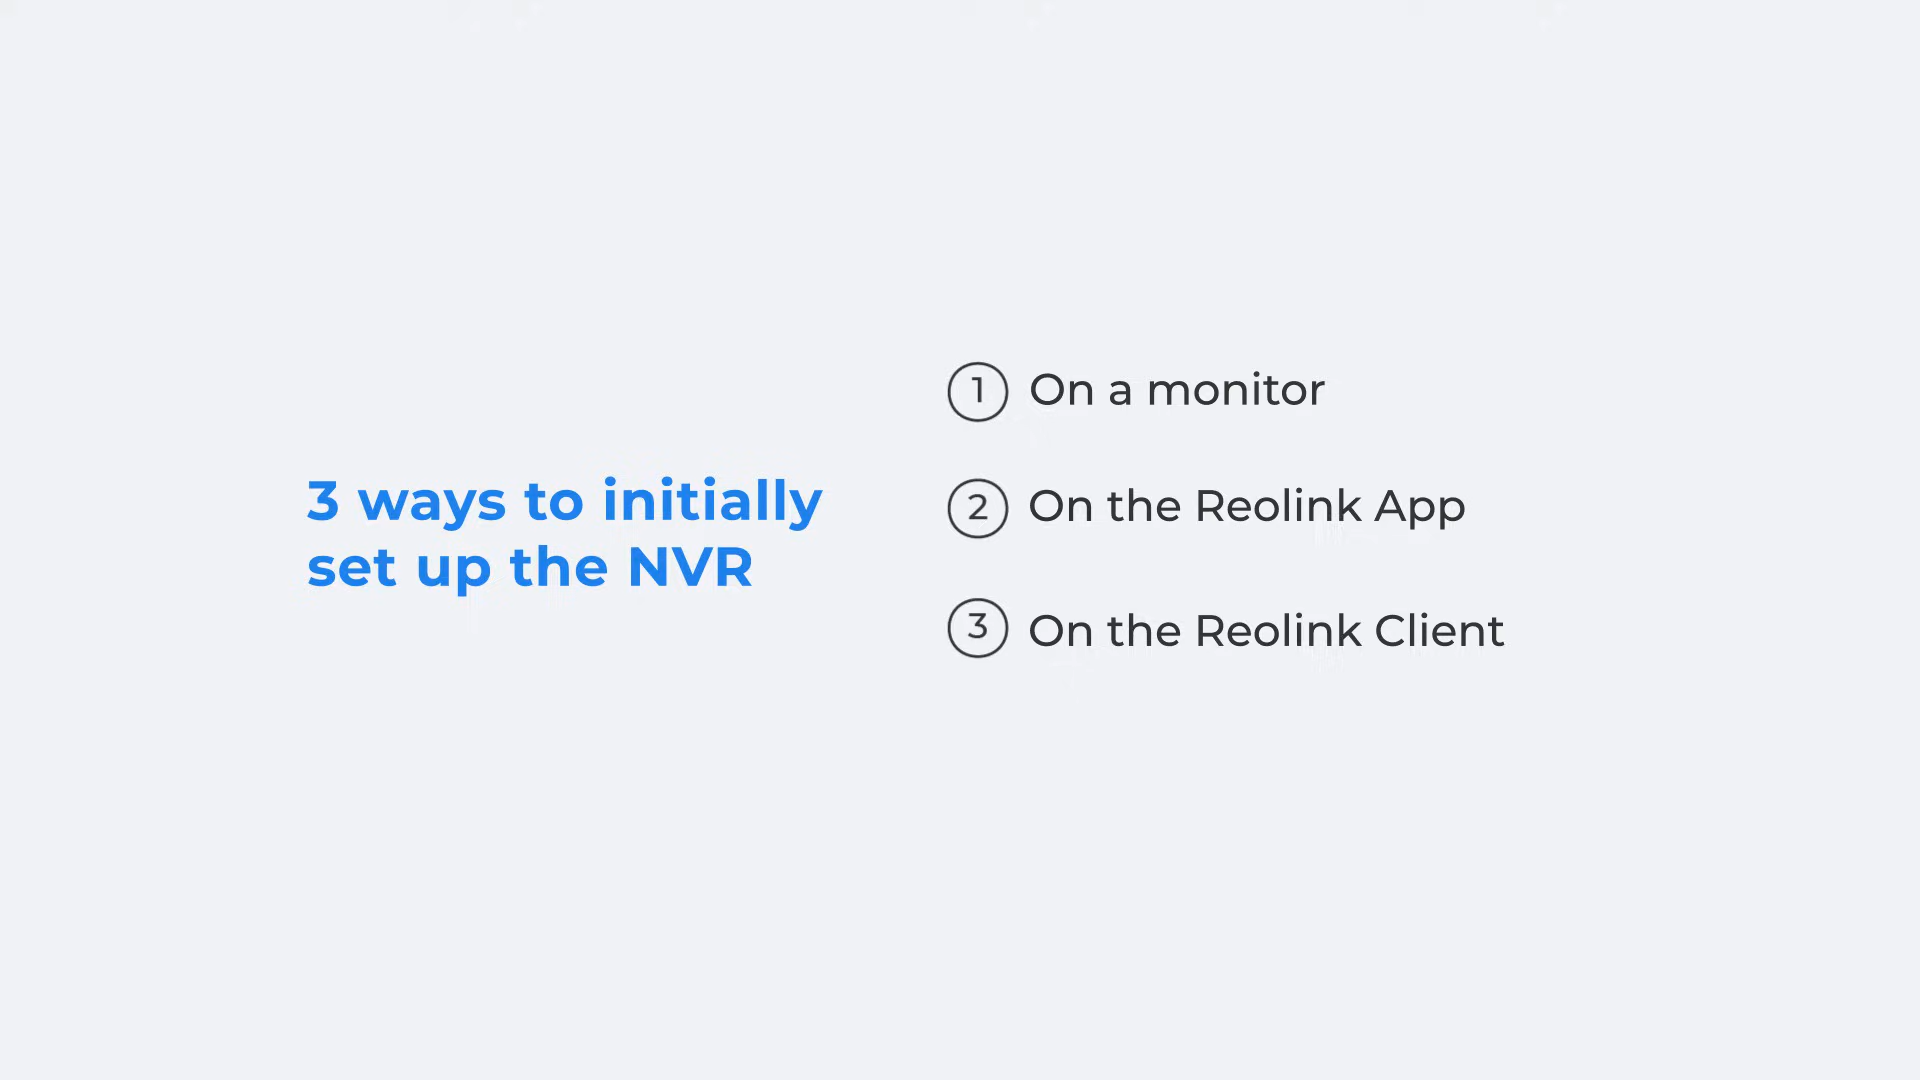 3 ways to initially
set up the NVR
1 On a monitor
2 On the Reolink App
3 On the Reolink Client